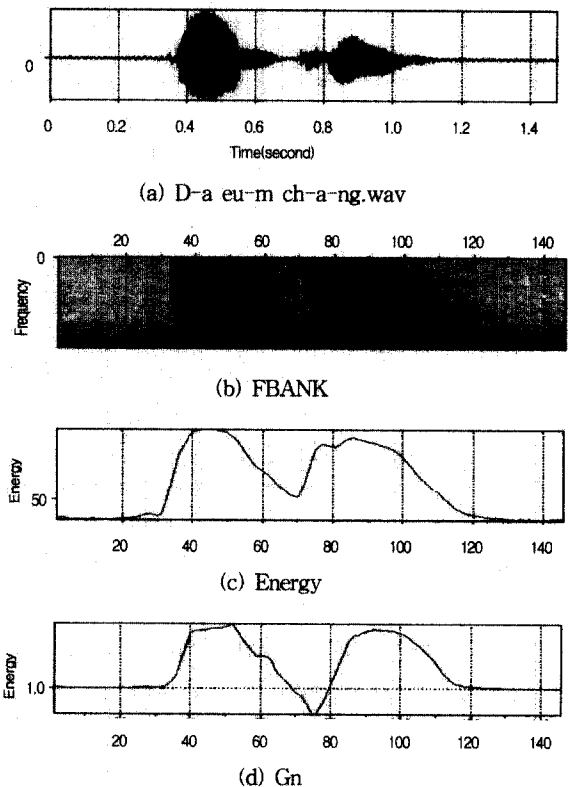 0
0 0.2 0.4 0.6 0.8 1.0 1.2 1.4
Time(second)
(a) D-a eu-m ch-a-ng.wav
20 40 60 80 100 120 140
0
Frequency
(b) FBANK
Energy
50
20 40 60 80 100 120 140
(c) Energy
Energy
1.0
20 40 60 80 100 120 140
(d) Gn